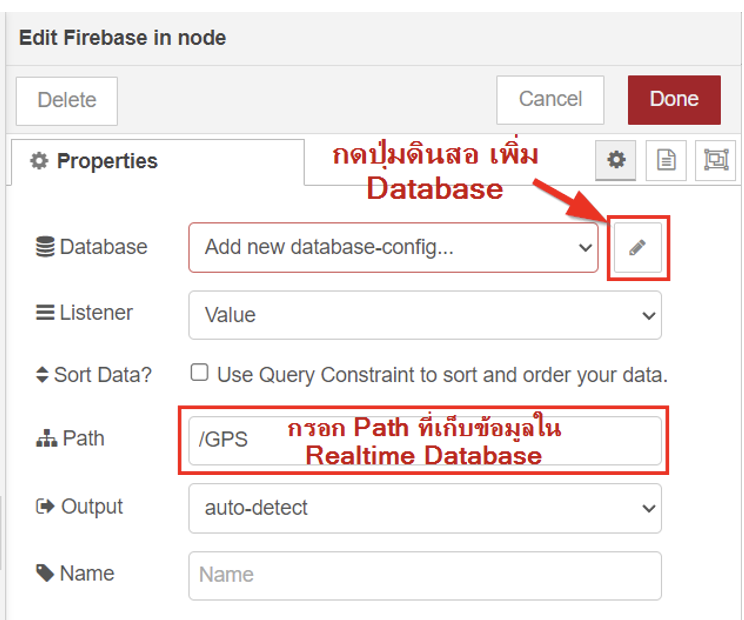 Edit Firebase in node
Delete
Cancel
Done
Properties
กดปุ่มดินสอ เพิ่ม
Database
Database
Add new database-config...
Listener
Value
Sort Data?
Use Query Constraint to sort and order your data.
Path
/GPS
กรอก Path ที่เก็บข้อมูลใน
Realtime Database
Output
auto-detect
Name
Name